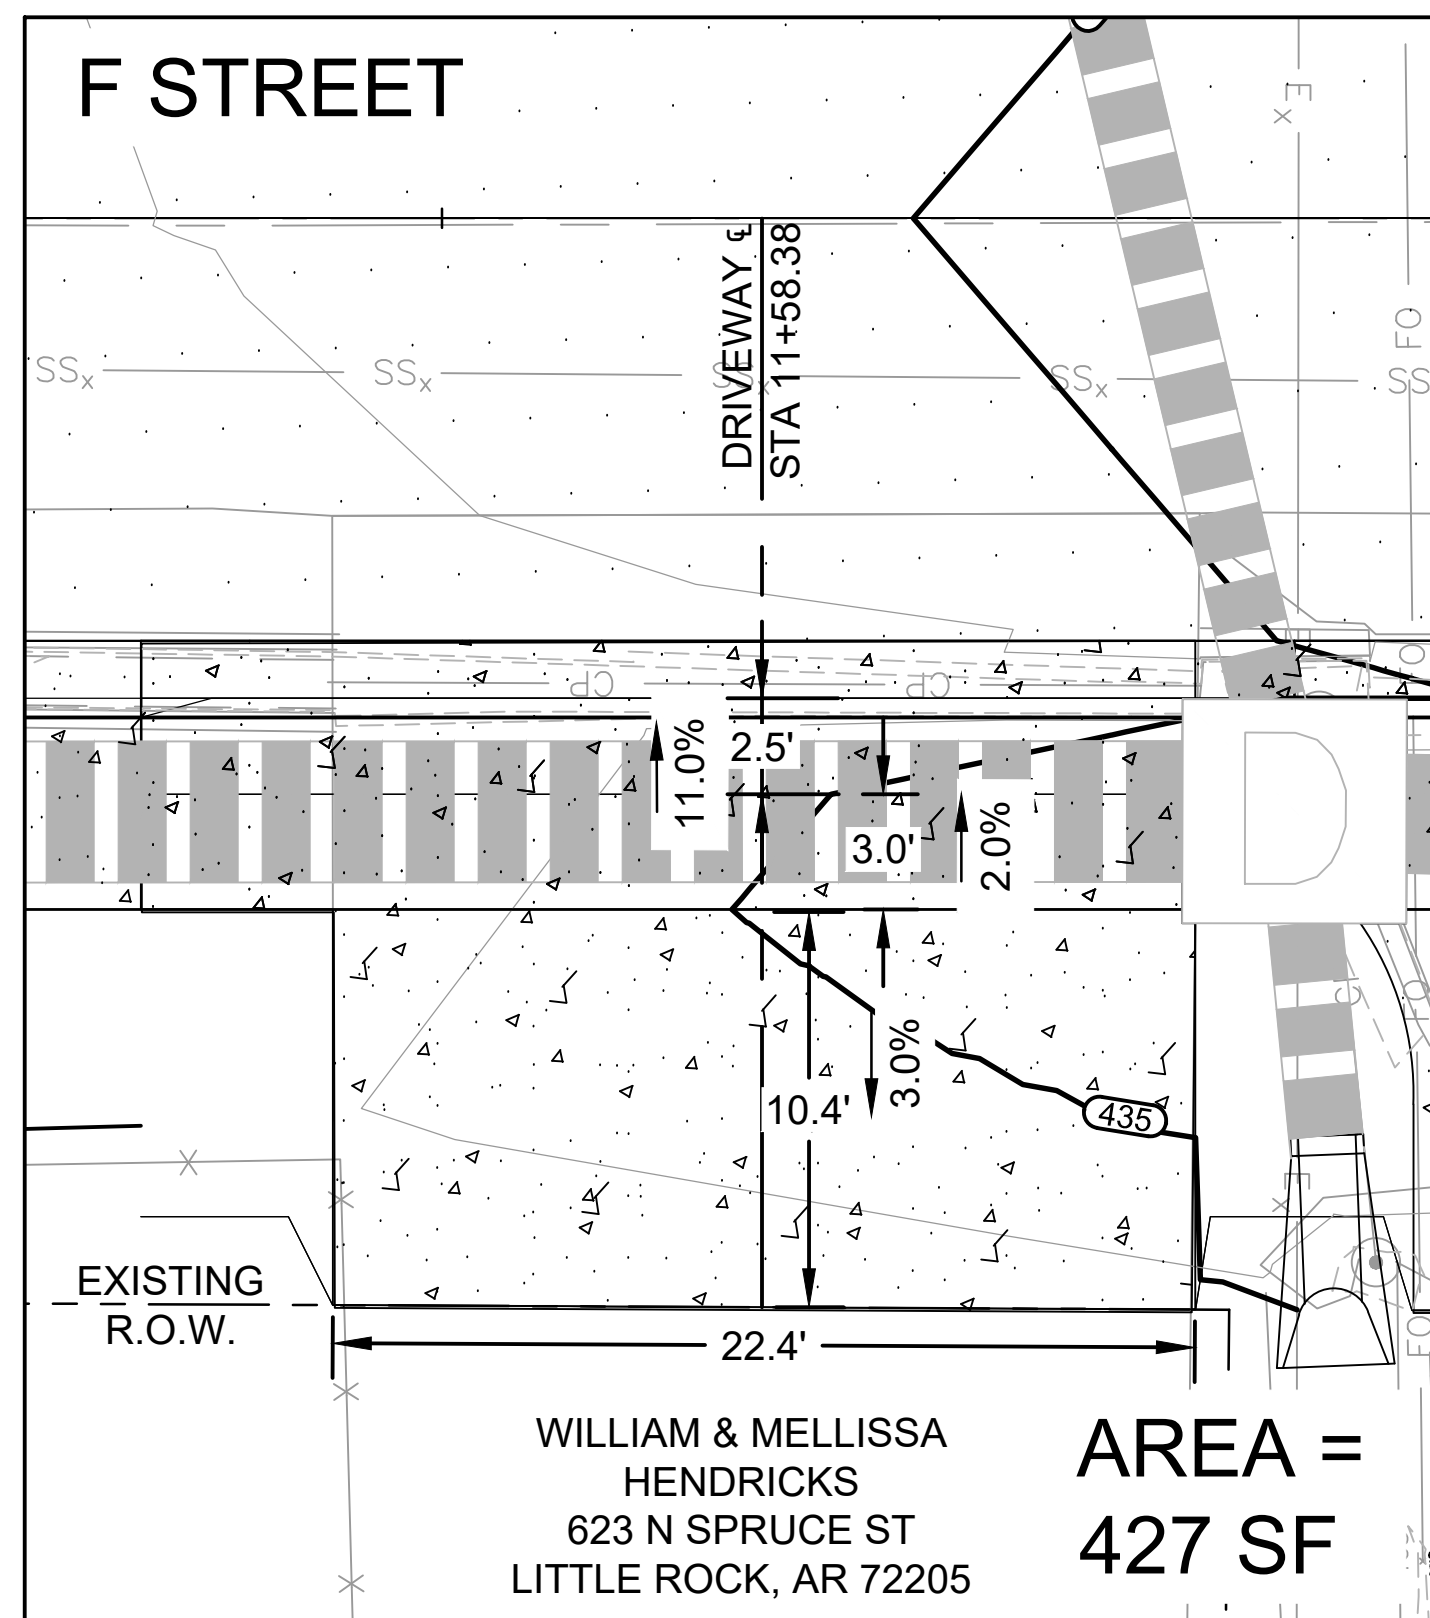 F STREET
DRIVEWAY ℄
STA 11+58.38
Ex
FO
SSx
SSx
SSx
SSx
SS
CP
CP
11.0%
2.5'
3.0'
2.0%
D
10.4'
3.0%
435
Ex
FO
EXISTING
R.O.W.
22.4'
WILLIAM & MELLISSA
HENDRICKS
623 N SPRUCE ST
LITTLE ROCK, AR 72205
AREA =
427 SF